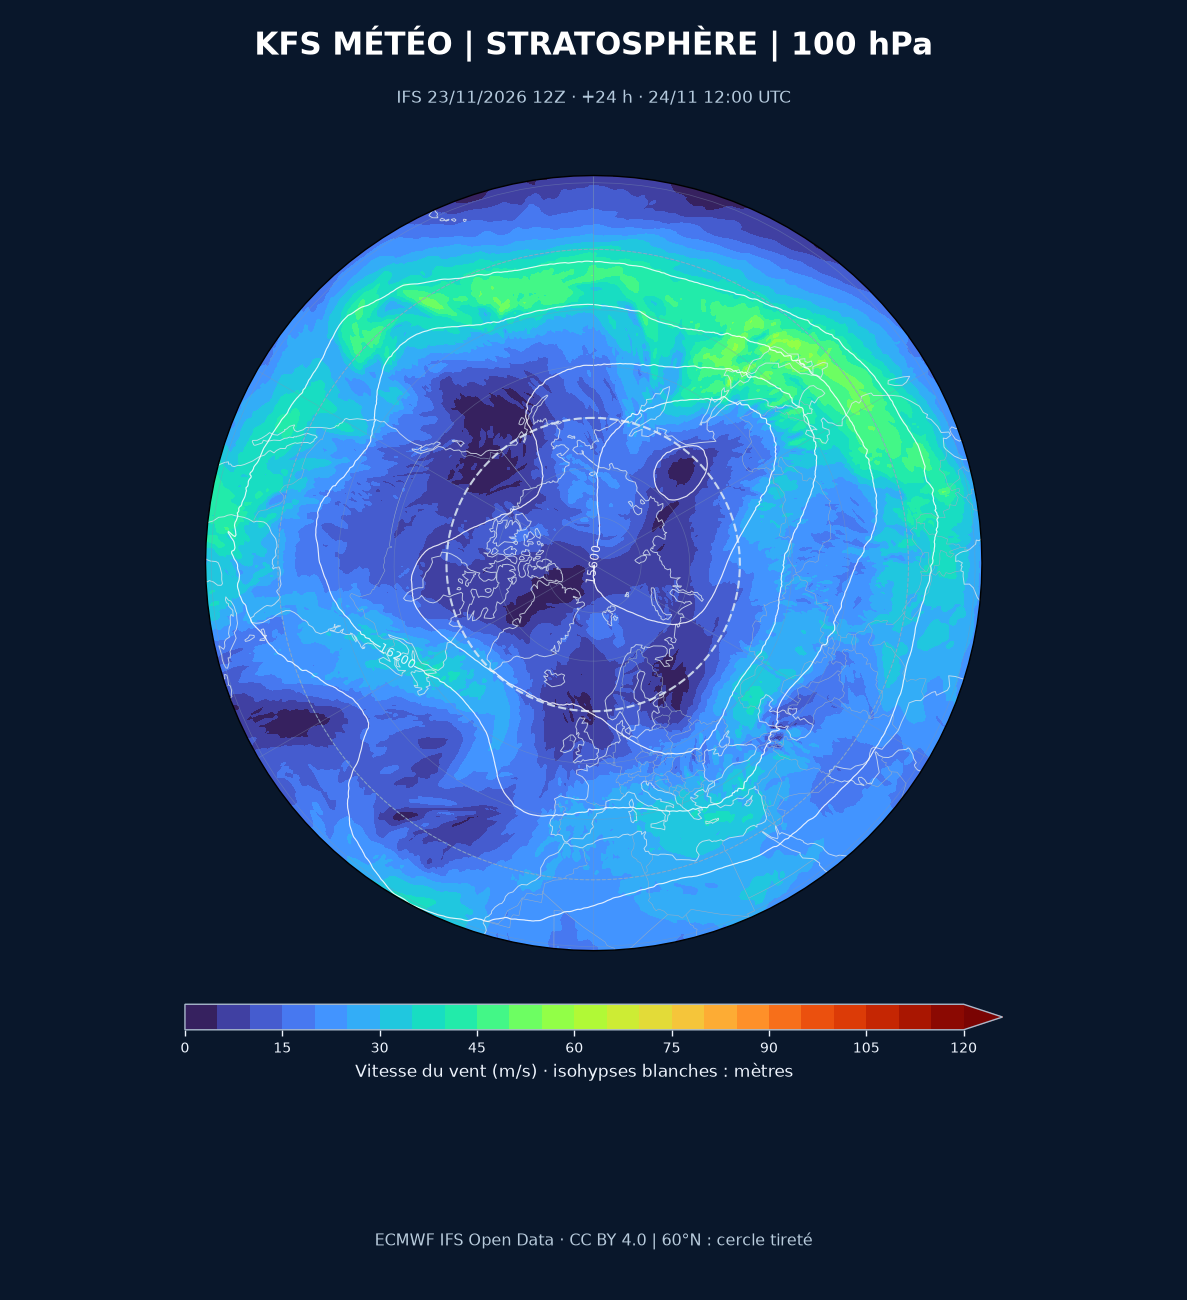 KFS MÉTÉO | STRATOSPHÈRE | 100 hPa
IFS 23/11/2026 12Z · +24 h · 24/11 12:00 UTC
15600
16200
0 15 30 45 60 75 90 105 120
Vitesse du vent (m/s) · isohypses blanches : mètres
ECMWF IFS Open Data · CC BY 4.0 | 60°N : cercle tireté